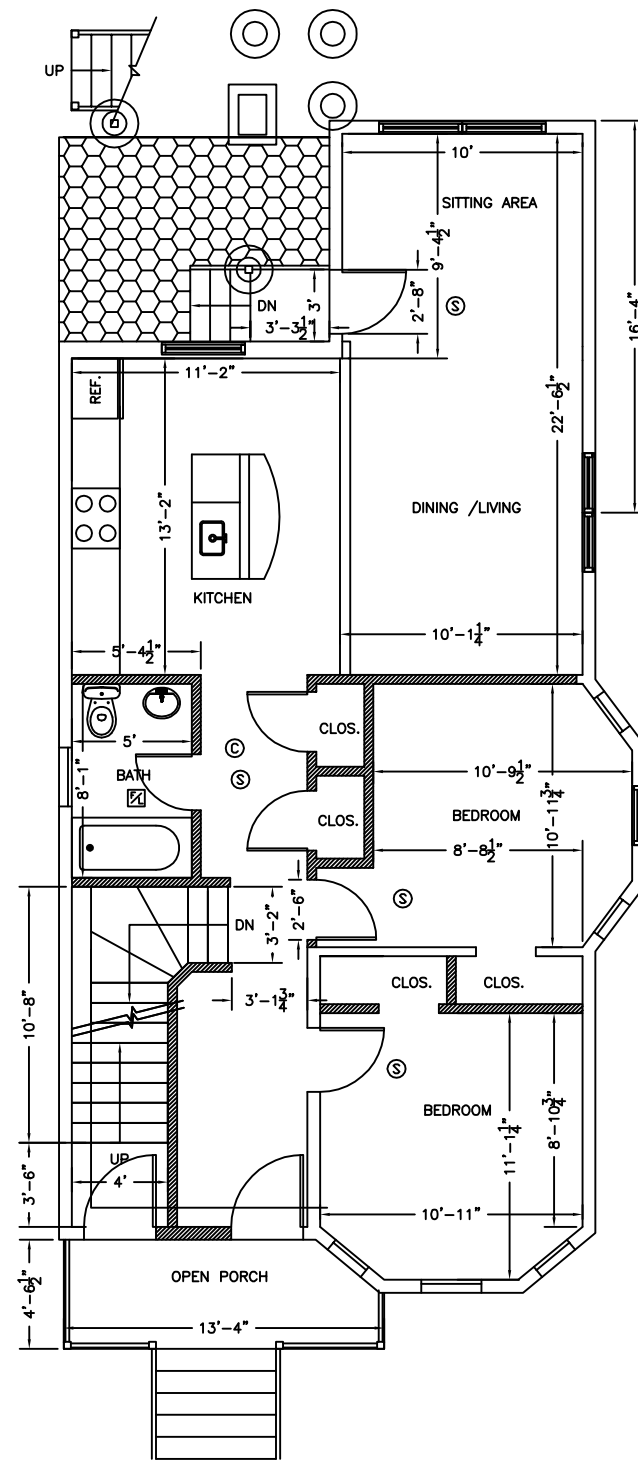 UP
10'
SITTING AREA
9'-4½"
3'
2'-8"
DN
3'-3½"
S
16'-4"
REF.
11'-2"
22'-6½"
13'-2"
DINING /LIVING
KITCHEN
5'-4½"
10'-1¼"
CLOS.
5'
C
S
8'-1"
BATH
F/L
10'-9½"
BEDROOM
10'-11¾"
CLOS.
8'-8½"
2'-6"
S
3'-2"
DN
CLOS.
CLOS.
3'-1¾"
10'-8"
S
BEDROOM
11'-1¼"
8'-10¾"
UP
4'
3'-6"
10'-11"
OPEN PORCH
4'-6½"
13'-4"